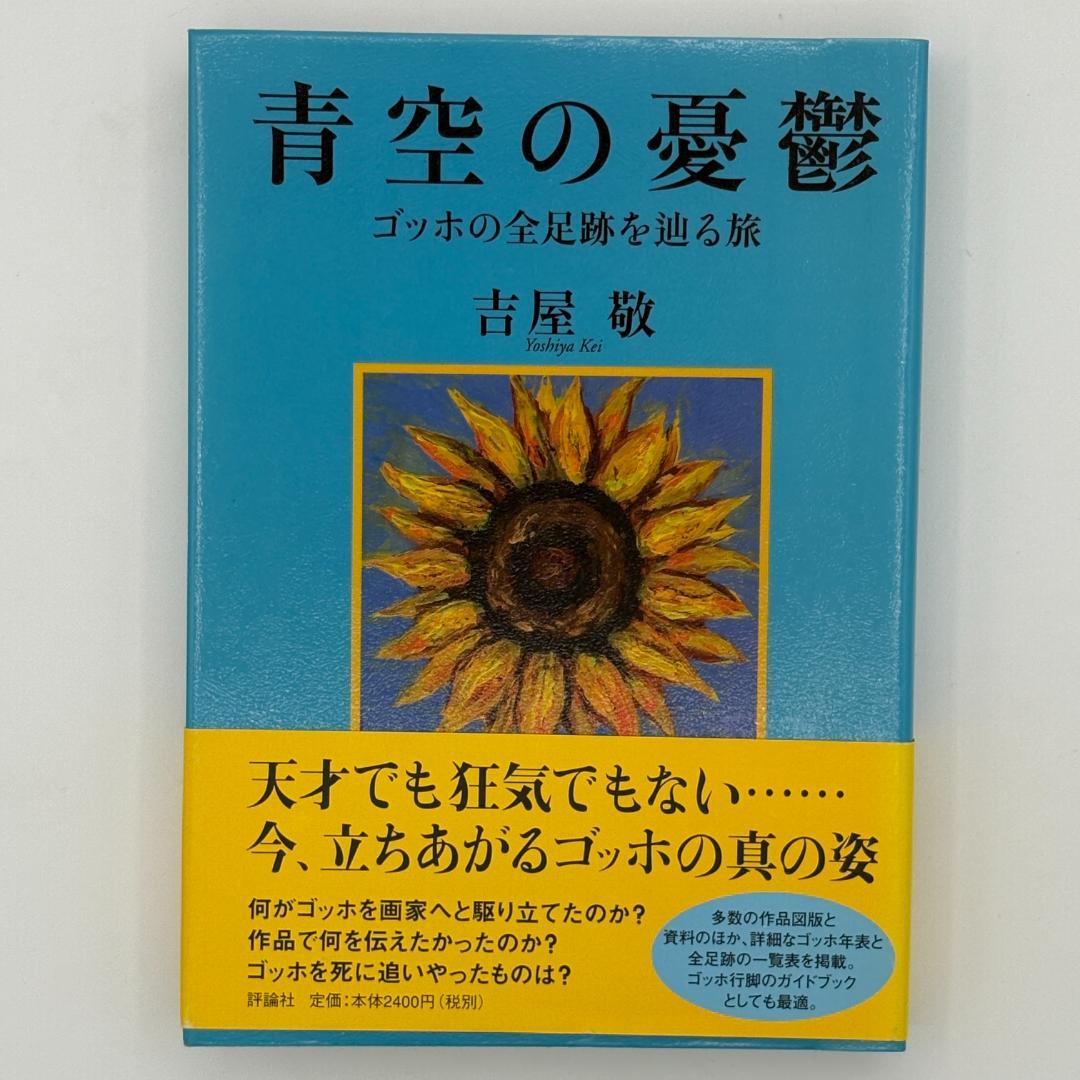 青空の憂鬱
ゴッホの全足跡を辿る旅
吉屋 敬
Yoshiya Kei
天才でも狂気でもない……
今、立ちあがるゴッホの真の姿
何がゴッホを画家へと駆り立てたのか?
作品で何を伝えたかったのか?
ゴッホを死に追いやったものは?
評論社 定価:本体2400円(税別)
多数の作品図版と
資料のほか、詳細なゴッホ年表と
全足跡の一覧表を掲載。
ゴッホ行脚のガイドブック
としても最適。